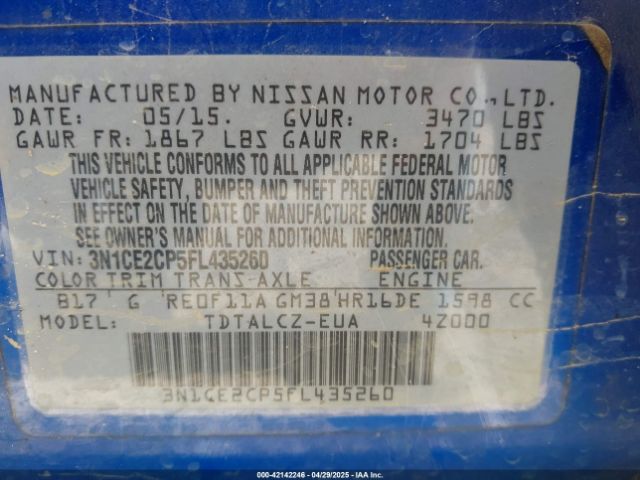 MANUFACTURED BY NISSAN MOTOR CO., LTD.
DATE: 05/15. GVWR: 3470 LBS
GAWR FR: 1867 LBS GAWR RR: 1704 LBS
THIS VEHICLE CONFORMS TO ALL APPLICABLE FEDERAL MOTOR
VEHICLE SAFETY, BUMPER AND THEFT PREVENTION STANDARDS
IN EFFECT ON THE DATE OF MANUFACTURE SHOWN ABOVE.
SEE OWNER'S MANUAL FOR ADDITIONAL INFORMATION
VIN: 3N1CE2CP5FL435260 PASSENGER CAR.
COLOR TRIM TRANS-AXLE ENGINE
B17 G RE0F11A GM38 HR16DE 1598 CC
MODEL: TDTALCZ-EUA 4Z000
3N1CE2CP5FL435260
000-42142246 - 04/29/2025 - IAA Inc.